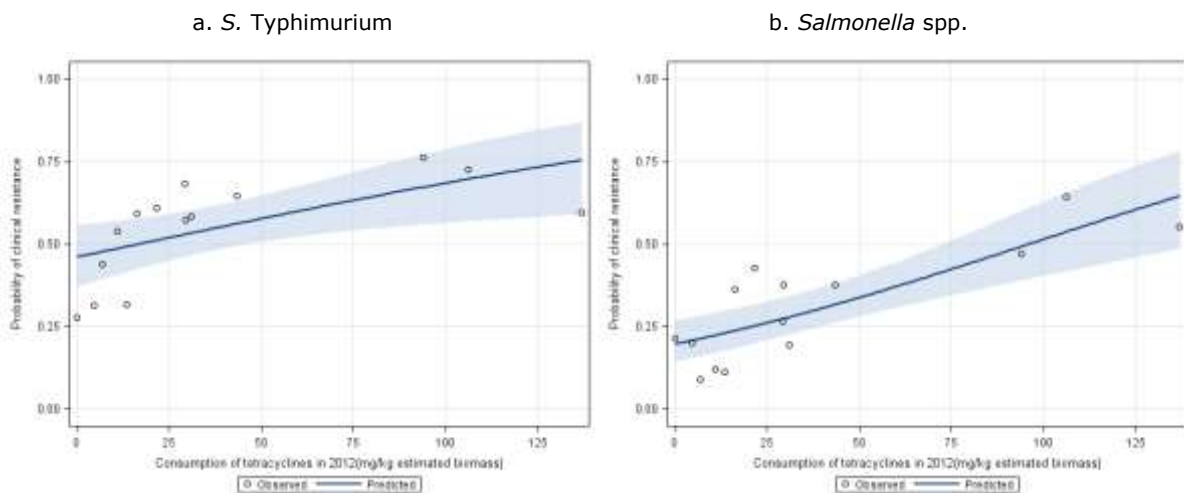 a. S. Typhimurium
b. Salmonella spp.
1.00
0.75
0.50
0.25
0.00
Probability of clinical resistance
0
25
50
75
100
125
Consumption of tetracyclines in 2012(mg/kg estimated biomass)
Observed
Predicted
1.00
0.75
0.50
0.25
0.00
Probability of clinical resistance
0
25
50
75
100
125
Consumption of tetracyclines in 2012(mg/kg estimated biomass)
Observed
Predicted